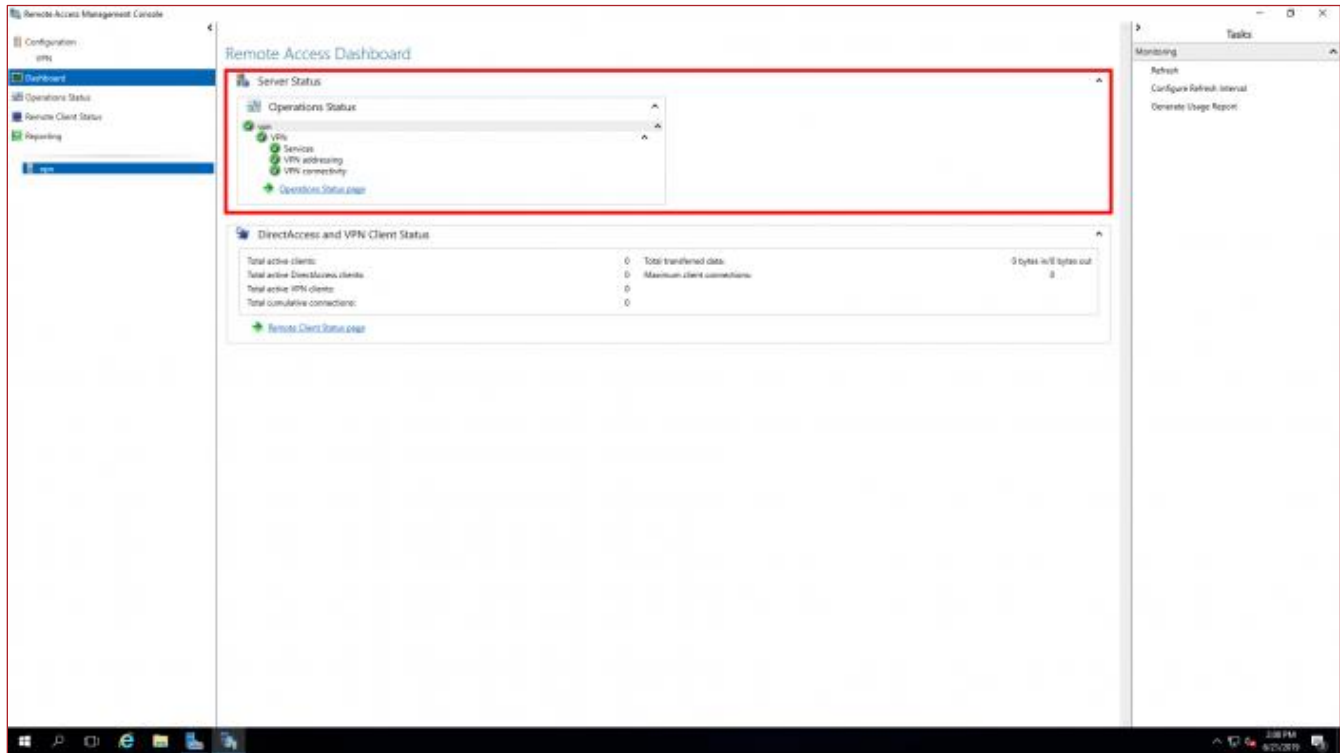 Remote Access Management Console
Configuration
VPN
Dashboard
Operations Status
Remote Client Status
Reporting
vpn
Remote Access Dashboard
Server Status
Operations Status
vpn
VPN
Services
VPN addressing
VPN connectivity
Operations Status page
DirectAccess and VPN Client Status
Total active clients: 0
Total active DirectAccess clients: 0
Total active VPN clients: 0
Total cumulative connections: 0
Total transferred data: 0 bytes in/0 bytes out
Maximum client connections: 0
Remote Client Status page
Tasks
Monitoring
Refresh
Configure Refresh Interval
Generate Usage Report
PM